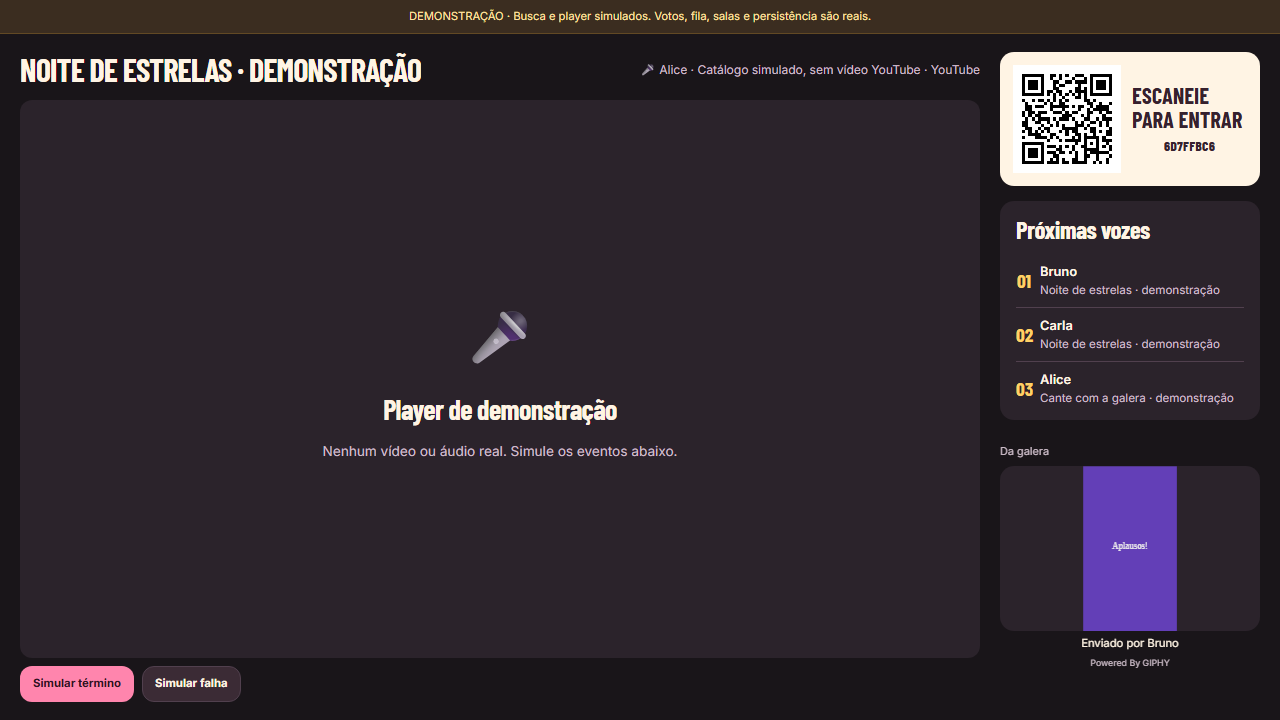 DEMONSTRAÇÃO · Busca e player simulados. Votos, fila, salas e persistência são reais.
NOITE DE ESTRELAS · DEMONSTRAÇÃO
Alice · Catálogo simulado, sem vídeo YouTube · YouTube
Player de demonstração
Nenhum vídeo ou áudio real. Simule os eventos abaixo.
Simular término
Simular falha
ESCANEIE
PARA ENTRAR
6D7FFBC6
Próximas vozes
01
Bruno
Noite de estrelas · demonstração
02
Carla
Noite de estrelas · demonstração
03
Alice
Cante com a galera · demonstração
Da galera
Aplausos!
Enviado por Bruno
Powered By GIPHY